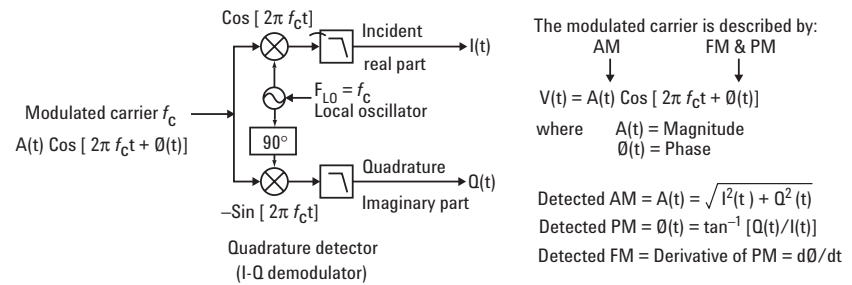 Cos [ 2π fct]
Incident
I(t)
real part
FLO = fc
Local oscillator
Modulated carrier fc
A(t) Cos [ 2π fct + Ø(t)]
90°
Quadrature
Q(t)
Imaginary part
–Sin [ 2π fct]
Quadrature detector
(I-Q demodulator)
The modulated carrier is described by:
AM FM & PM
V(t) = A(t) Cos [ 2π fct + Ø(t)]
where A(t) = Magnitude
Ø(t) = Phase
Detected AM = A(t) = √I²(t) + Q²(t)
Detected PM = Ø(t) = tan⁻¹ [Q(t)/I(t)]
Detected FM = Derivative of PM = dØ/dt